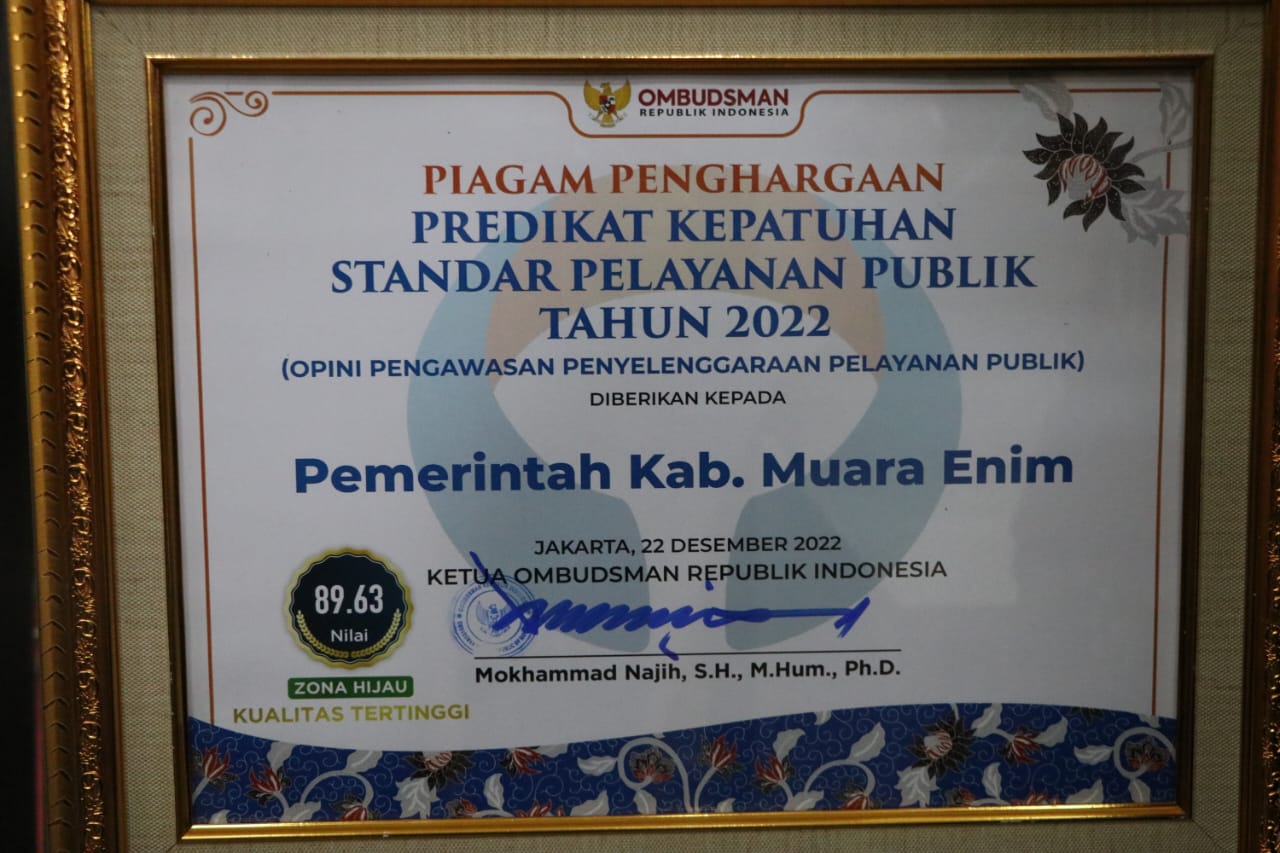 OMBUDSMAN
REPUBLIK INDONESIA
PIAGAM PENGHARGAAN
PREDIKAT KEPATUHAN
STANDAR PELAYANAN PUBLIK
TAHUN 2022
(OPINI PENGAWASAN PENYELENGGARAAN PELAYANAN PUBLIK)
DIBERIKAN KEPADA
Pemerintah Kab. Muara Enim
JAKARTA, 22 DESEMBER 2022
KETUA OMBUDSMAN REPUBLIK INDONESIA
Mokhammad Najih, S.H., M.Hum., Ph.D.
89.63
Nilai
ZONA HIJAU
KUALITAS TERTINGGI